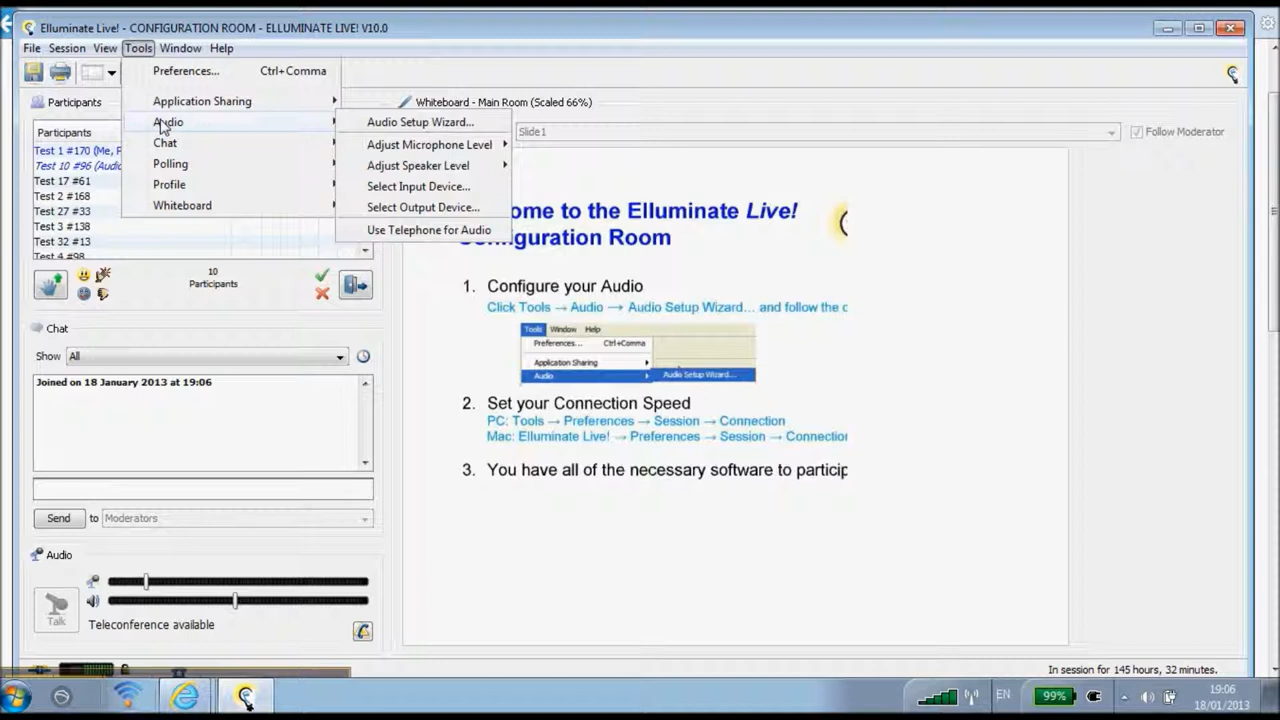 Elluminate Live! - CONFIGURATION ROOM - ELLUMINATE LIVE! V10.0
File Session View Tools Window Help
Preferences... Ctrl+Comma
Application Sharing
Audio
Chat
Polling
Profile
Whiteboard
Audio Setup Wizard...
Adjust Microphone Level
Adjust Speaker Level
Select Input Device...
Select Output Device...
Use Telephone for Audio
Participants
Participants
Test 1 #170 (Me, P
Test 10 #96 (Audio
Test 17 #61
Test 2 #168
Test 27 #33
Test 3 #138
Test 32 #13
Test 4 #98
10
Participants
Chat
Show All
Joined on 18 January 2013 at 19:06
Send to Moderators
Audio
Talk
Teleconference available
Whiteboard - Main Room (Scaled 66%)
Slide1
Follow Moderator
ome to the Elluminate Live!
Configuration Room
1. Configure your Audio
Click Tools → Audio → Audio Setup Wizard... and follow the
Tools Window Help
Preferences... Ctrl+Comma
Application Sharing
Audio
Audio Setup Wizard...
2. Set your Connection Speed
PC: Tools → Preferences → Session → Connection
Mac: Elluminate Live! → Preferences → Session → Connection
3. You have all of the necessary software to particip
In session for 145 hours, 32 minutes.
EN
99%
19:06
18/01/2013